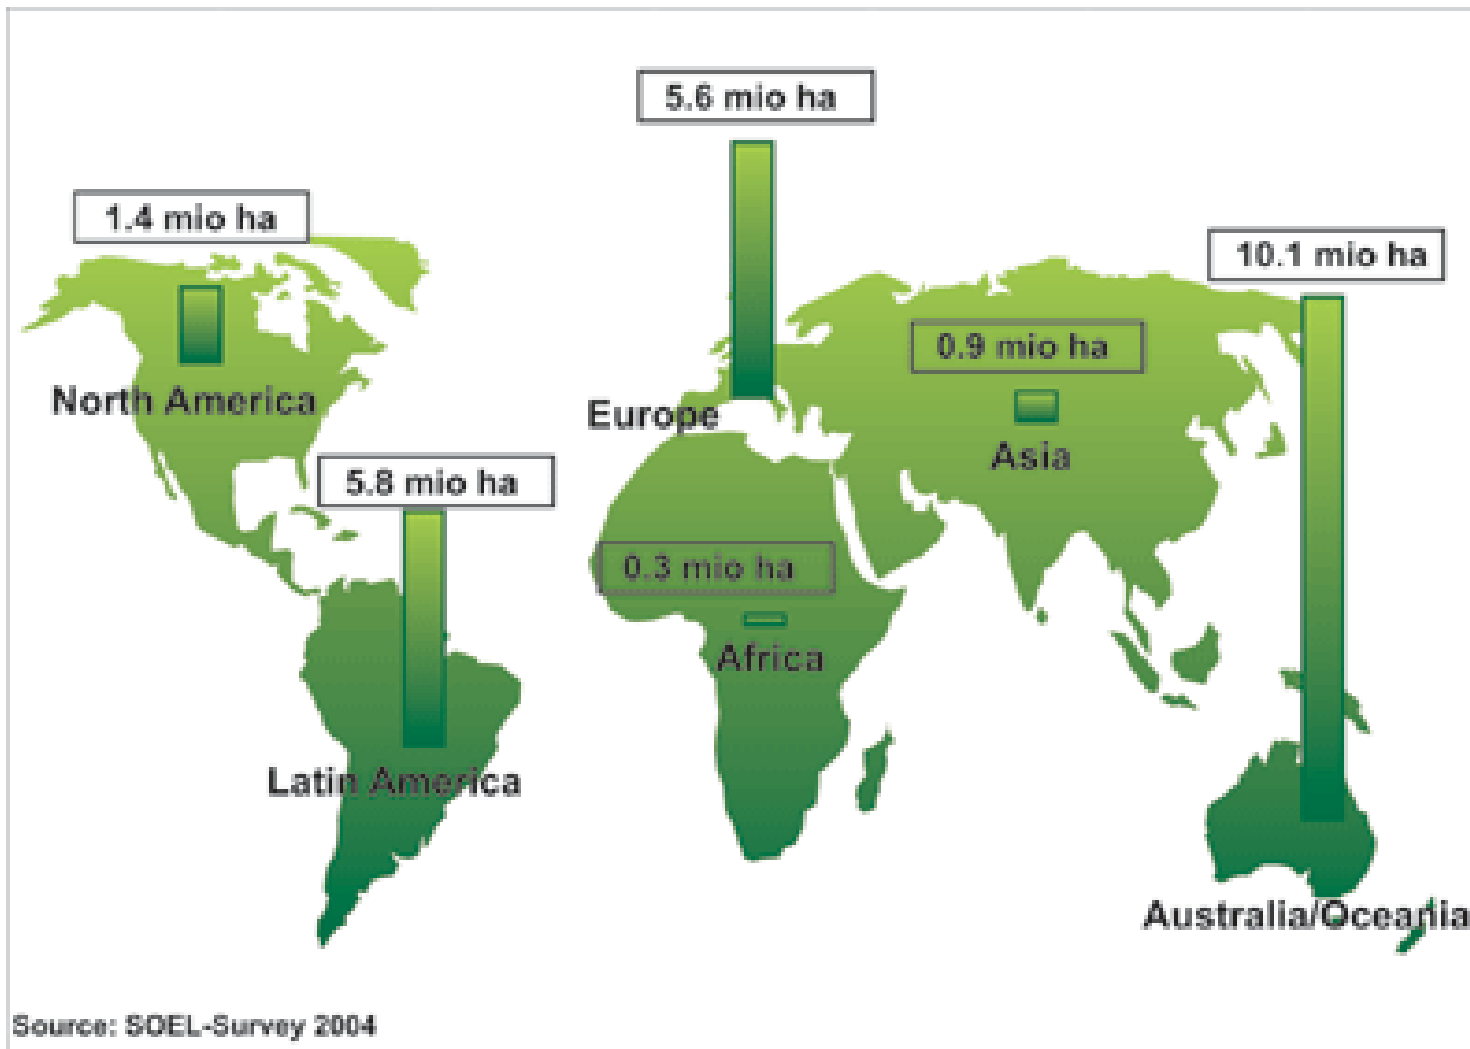 5.6 mio ha
1.4 mio ha
10.1 mio ha
0.9 mio ha
North America
Europe
Asia
5.8 mio ha
0.3 mio ha
Africa
Latin America
Australia/Oceania
Source: SOEL-Survey 2004